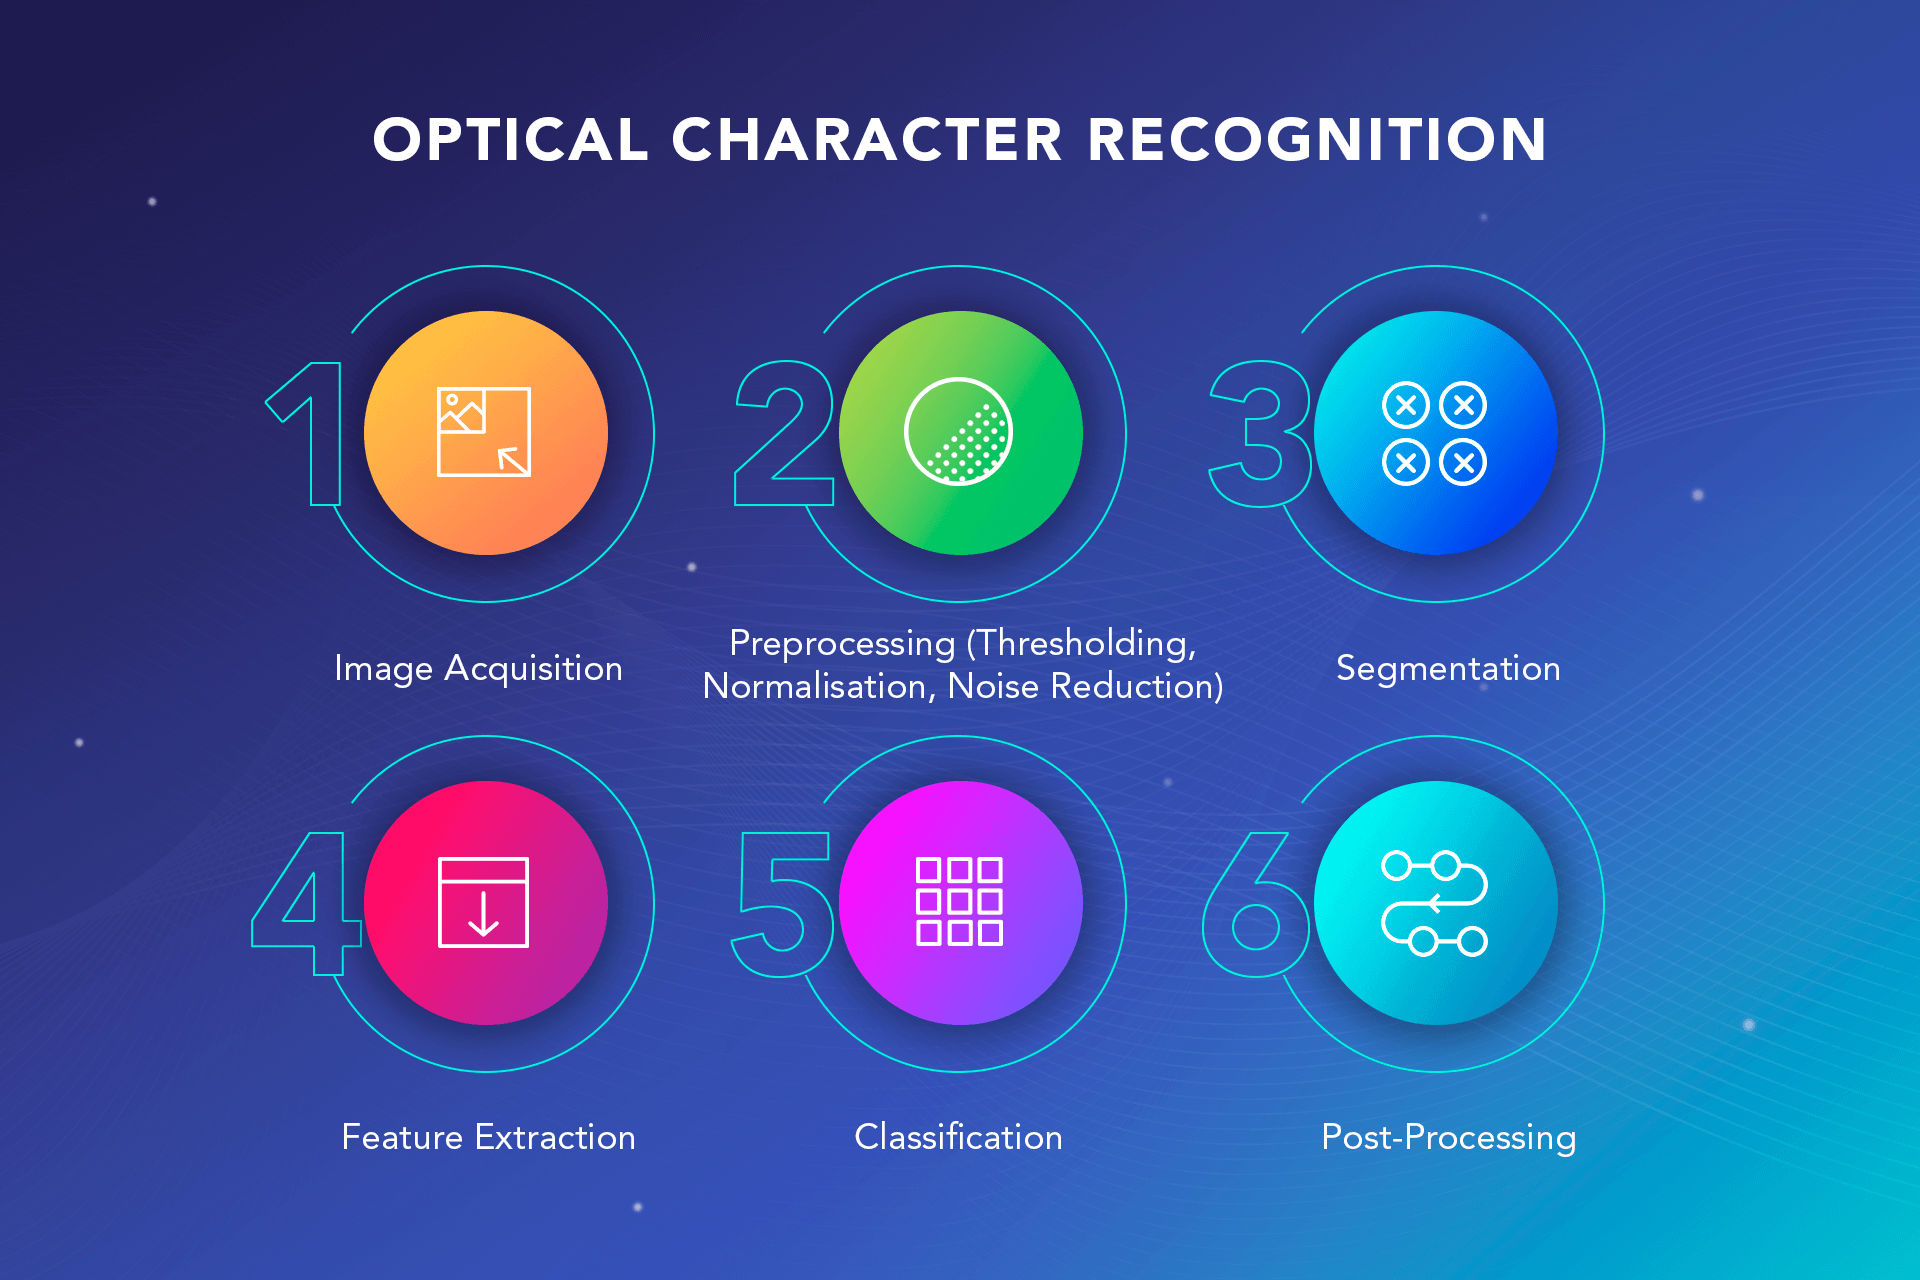 OPTICAL CHARACTER RECOGNITION
1
Image Acquisition
2
Preprocessing (Thresholding,
Normalisation, Noise Reduction)
3
Segmentation
4
Feature Extraction
5
Classification
6
Post-Processing